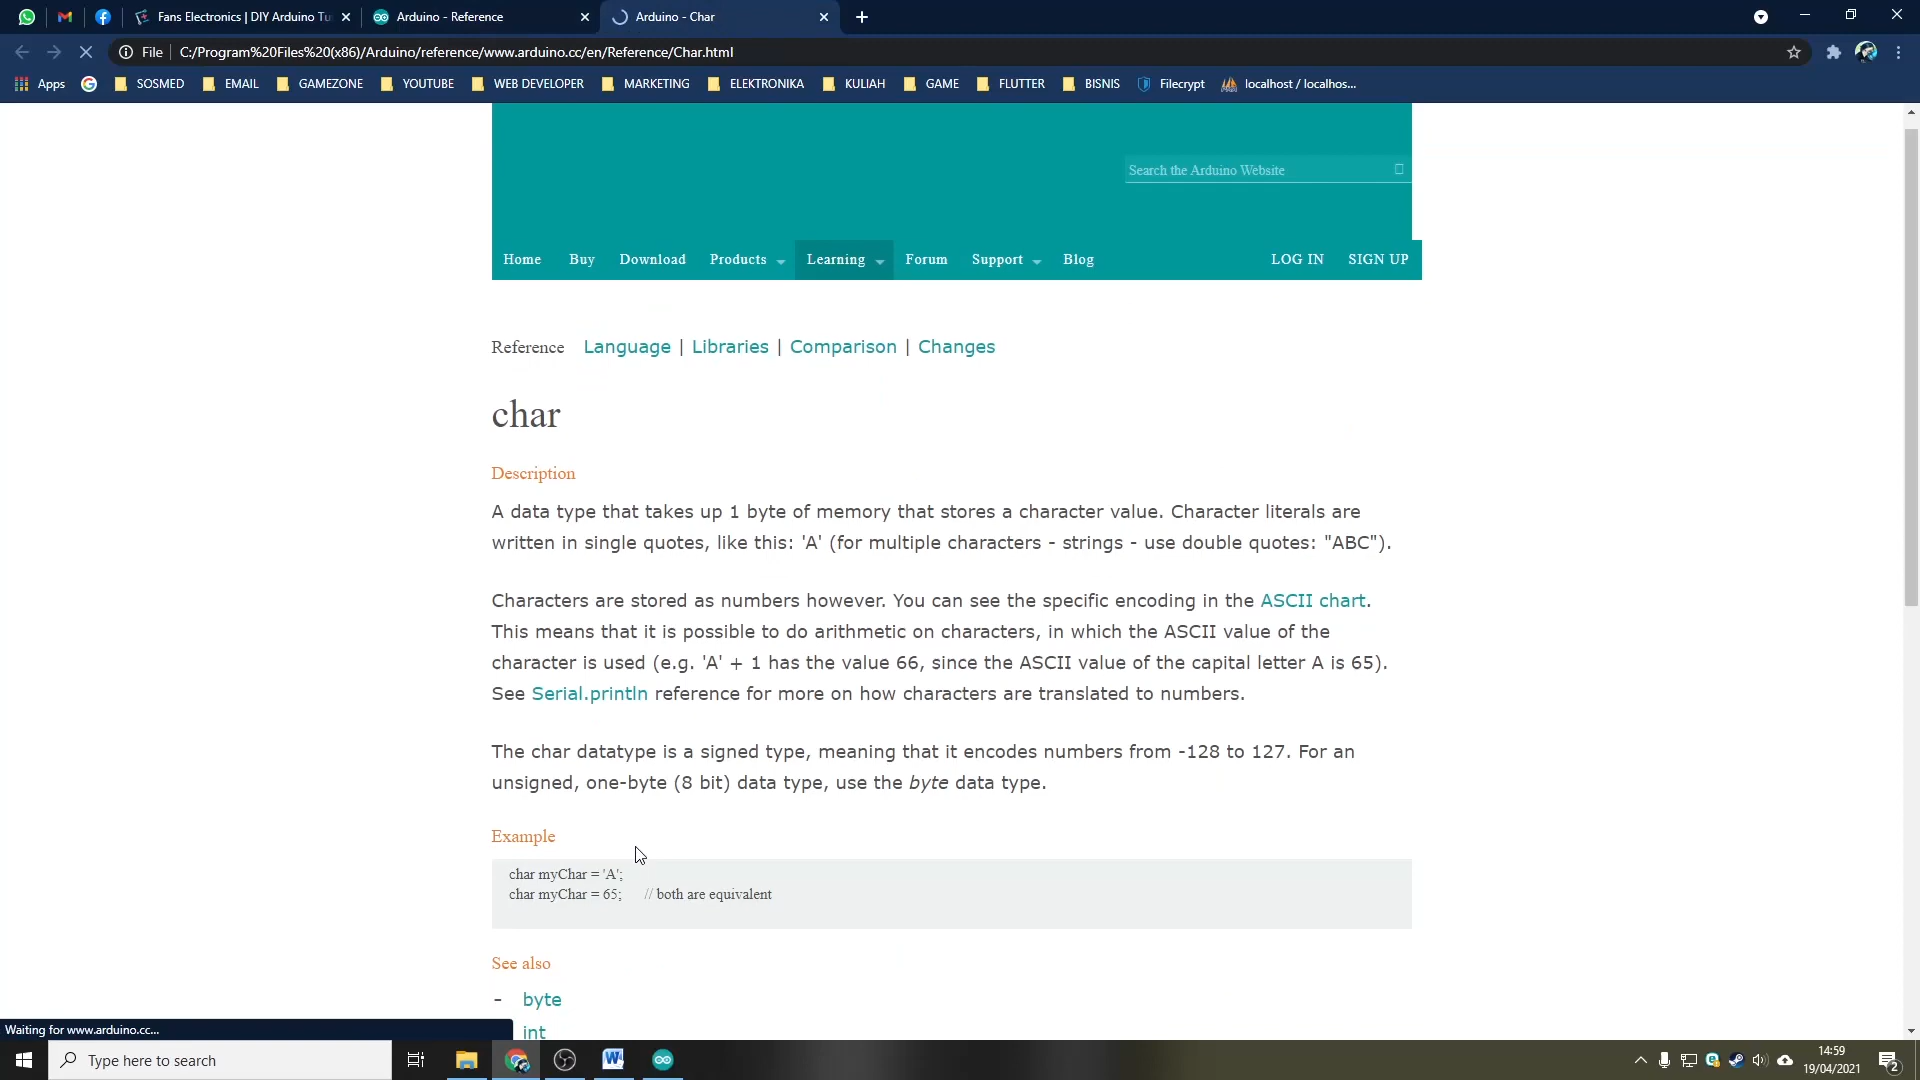 Fans Electronics | DIY Arduino Tu
Arduino - Reference
Arduino - Char
File | C:/Program%20Files%20(x86)/Arduino/reference/www.arduino.cc/en/Reference/Char.html
Apps SOSMED EMAIL GAMEZONE YOUTUBE WEB DEVELOPER MARKETING ELEKTRONIKA KULIAH GAME FLUTTER BISNIS Filecrypt localhost / localhos...
Search the Arduino Website
Home Buy Download Products Learning Forum Support Blog LOG IN SIGN UP
Reference Language | Libraries | Comparison | Changes
char
Description
A data type that takes up 1 byte of memory that stores a character value. Character literals are
written in single quotes, like this: 'A' (for multiple characters - strings - use double quotes: "ABC").
Characters are stored as numbers however. You can see the specific encoding in the ASCII chart.
This means that it is possible to do arithmetic on characters, in which the ASCII value of the
character is used (e.g. 'A' + 1 has the value 66, since the ASCII value of the capital letter A is 65).
See Serial.println reference for more on how characters are translated to numbers.
The char datatype is a signed type, meaning that it encodes numbers from -128 to 127. For an
unsigned, one-byte (8 bit) data type, use the byte data type.
Example
char myChar = 'A';
char myChar = 65; // both are equivalent
See also
- byte
int
Waiting for www.arduino.cc...
Type here to search
14:59
19/04/2021
2